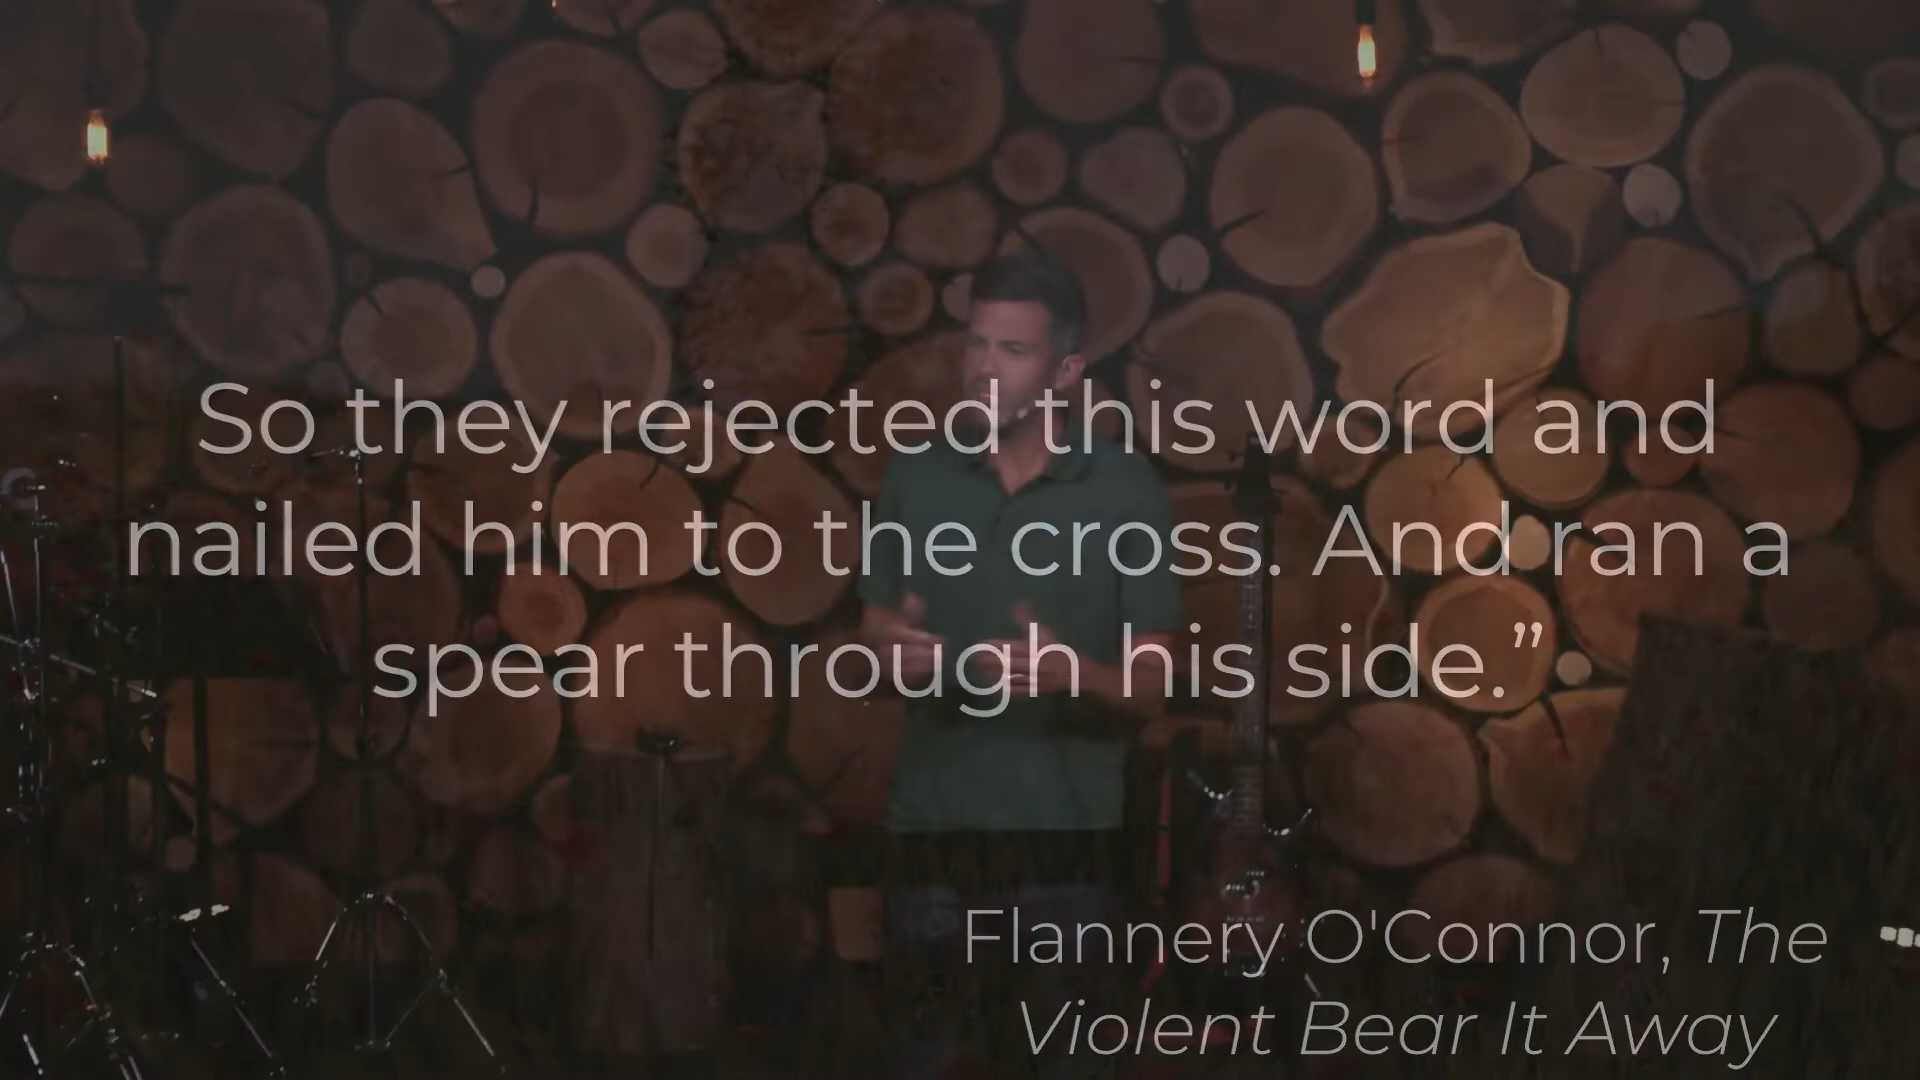 So they rejected this word and
nailed him to the cross. And ran a
spear through his side.”
Flannery O'Connor, The
Violent Bear It Away